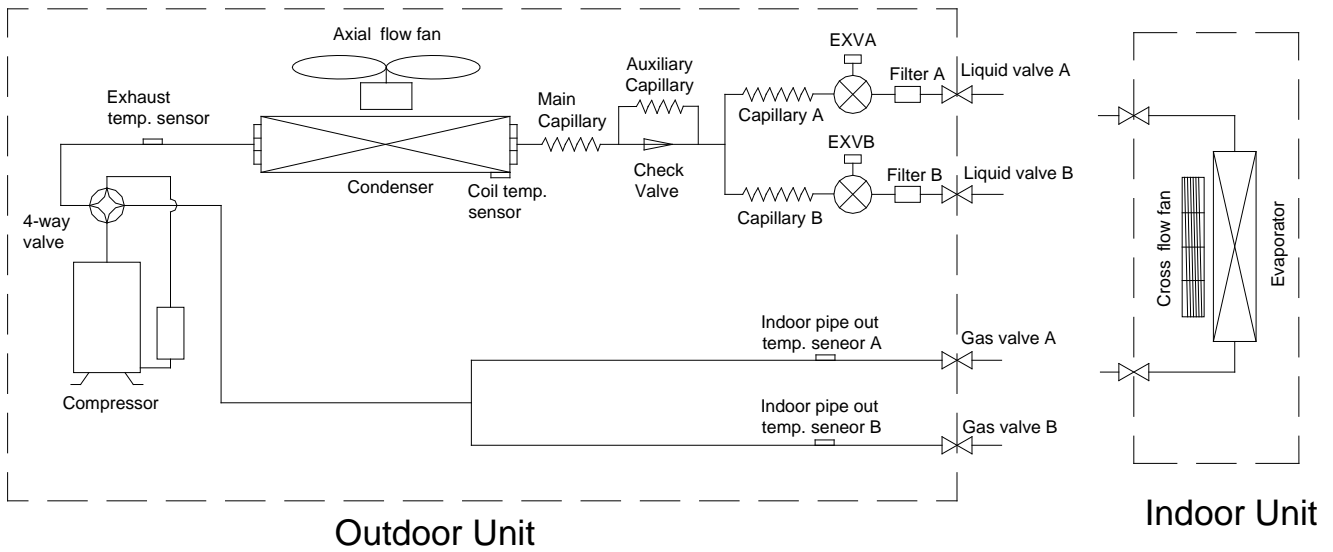 Axial flow fan
EXVA
Exhaust
temp. sensor
Main
Capillary
Auxiliary
Capillary
Filter A
Liquid valve A
Capillary A
EXVB
Condenser
Coil temp.
sensor
Check
Valve
Capillary B
Filter B
Liquid valve B
4-way
valve
Compressor
Indoor pipe out
temp. seneor A
Gas valve A
Indoor pipe out
temp. seneor B
Gas valve B
Outdoor Unit
Cross flow fan
Evaporator
Indoor Unit